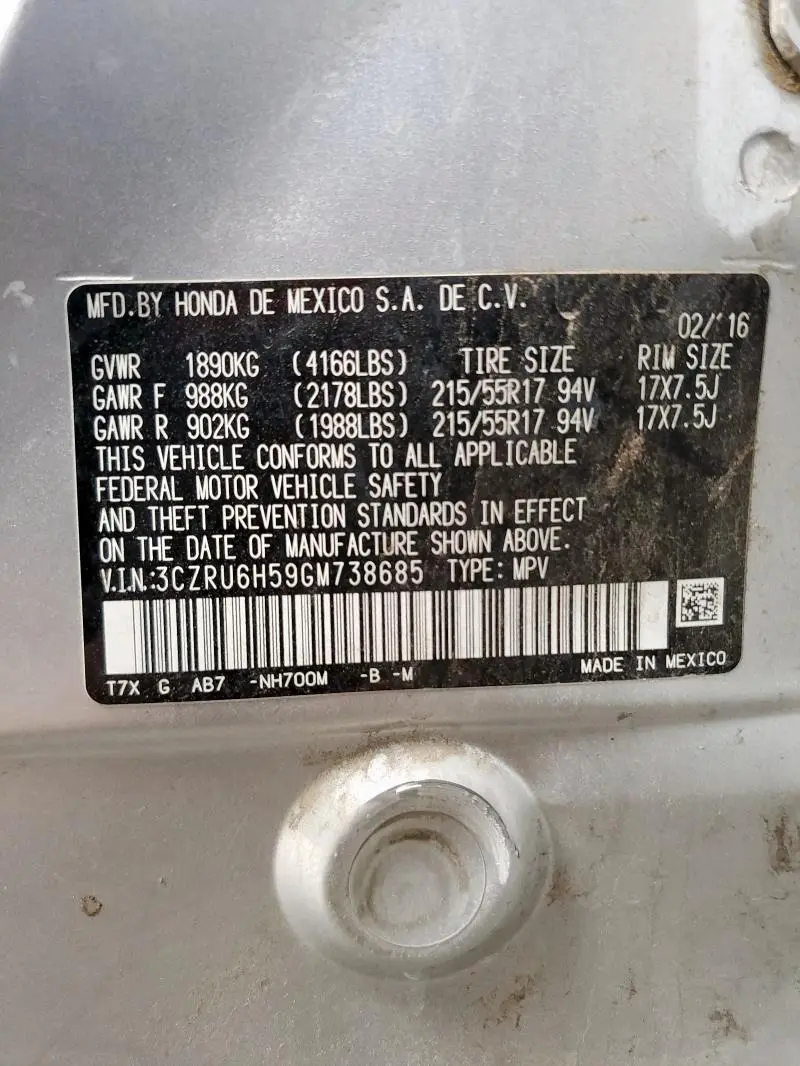 MFD.BY HONDA DE MEXICO S.A. DE C.V.
02/'16
GVWR 1890KG (4166LBS) TIRE SIZE RIM SIZE
GAWR F 988KG (2178LBS) 215/55R17 94V 17X7.5J
GAWR R 902KG (1988LBS) 215/55R17 94V 17X7.5J
THIS VEHICLE CONFORMS TO ALL APPLICABLE
FEDERAL MOTOR VEHICLE SAFETY
AND THEFT PREVENTION STANDARDS IN EFFECT
ON THE DATE OF MANUFACTURE SHOWN ABOVE.
V.I.N:3CZRU6H59GM738685 TYPE: MPV
T7X G AB7 -NH700M -B -M MADE IN MEXICO